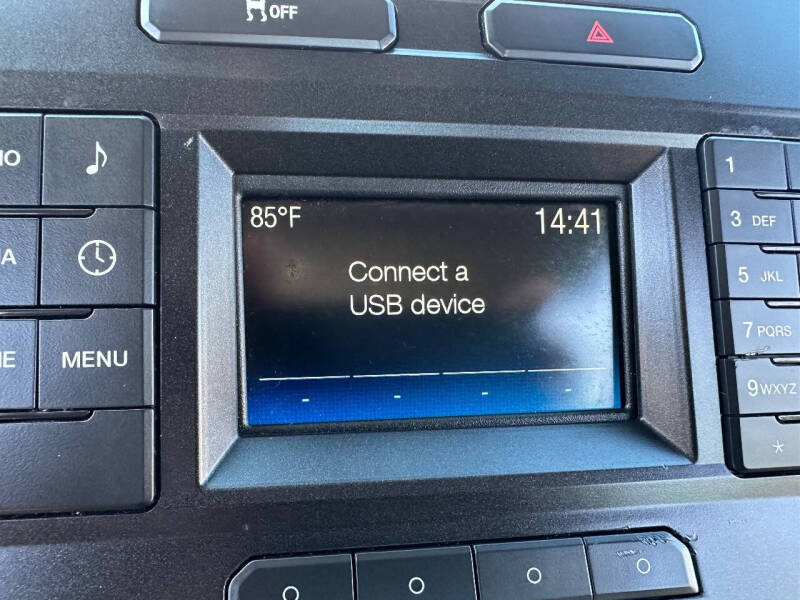 OFF
85°F 14:41
Connect a
USB device
- - - -
MENU
1
3 DEF
5 JKL
7 PQRS
9 WXYZ
*